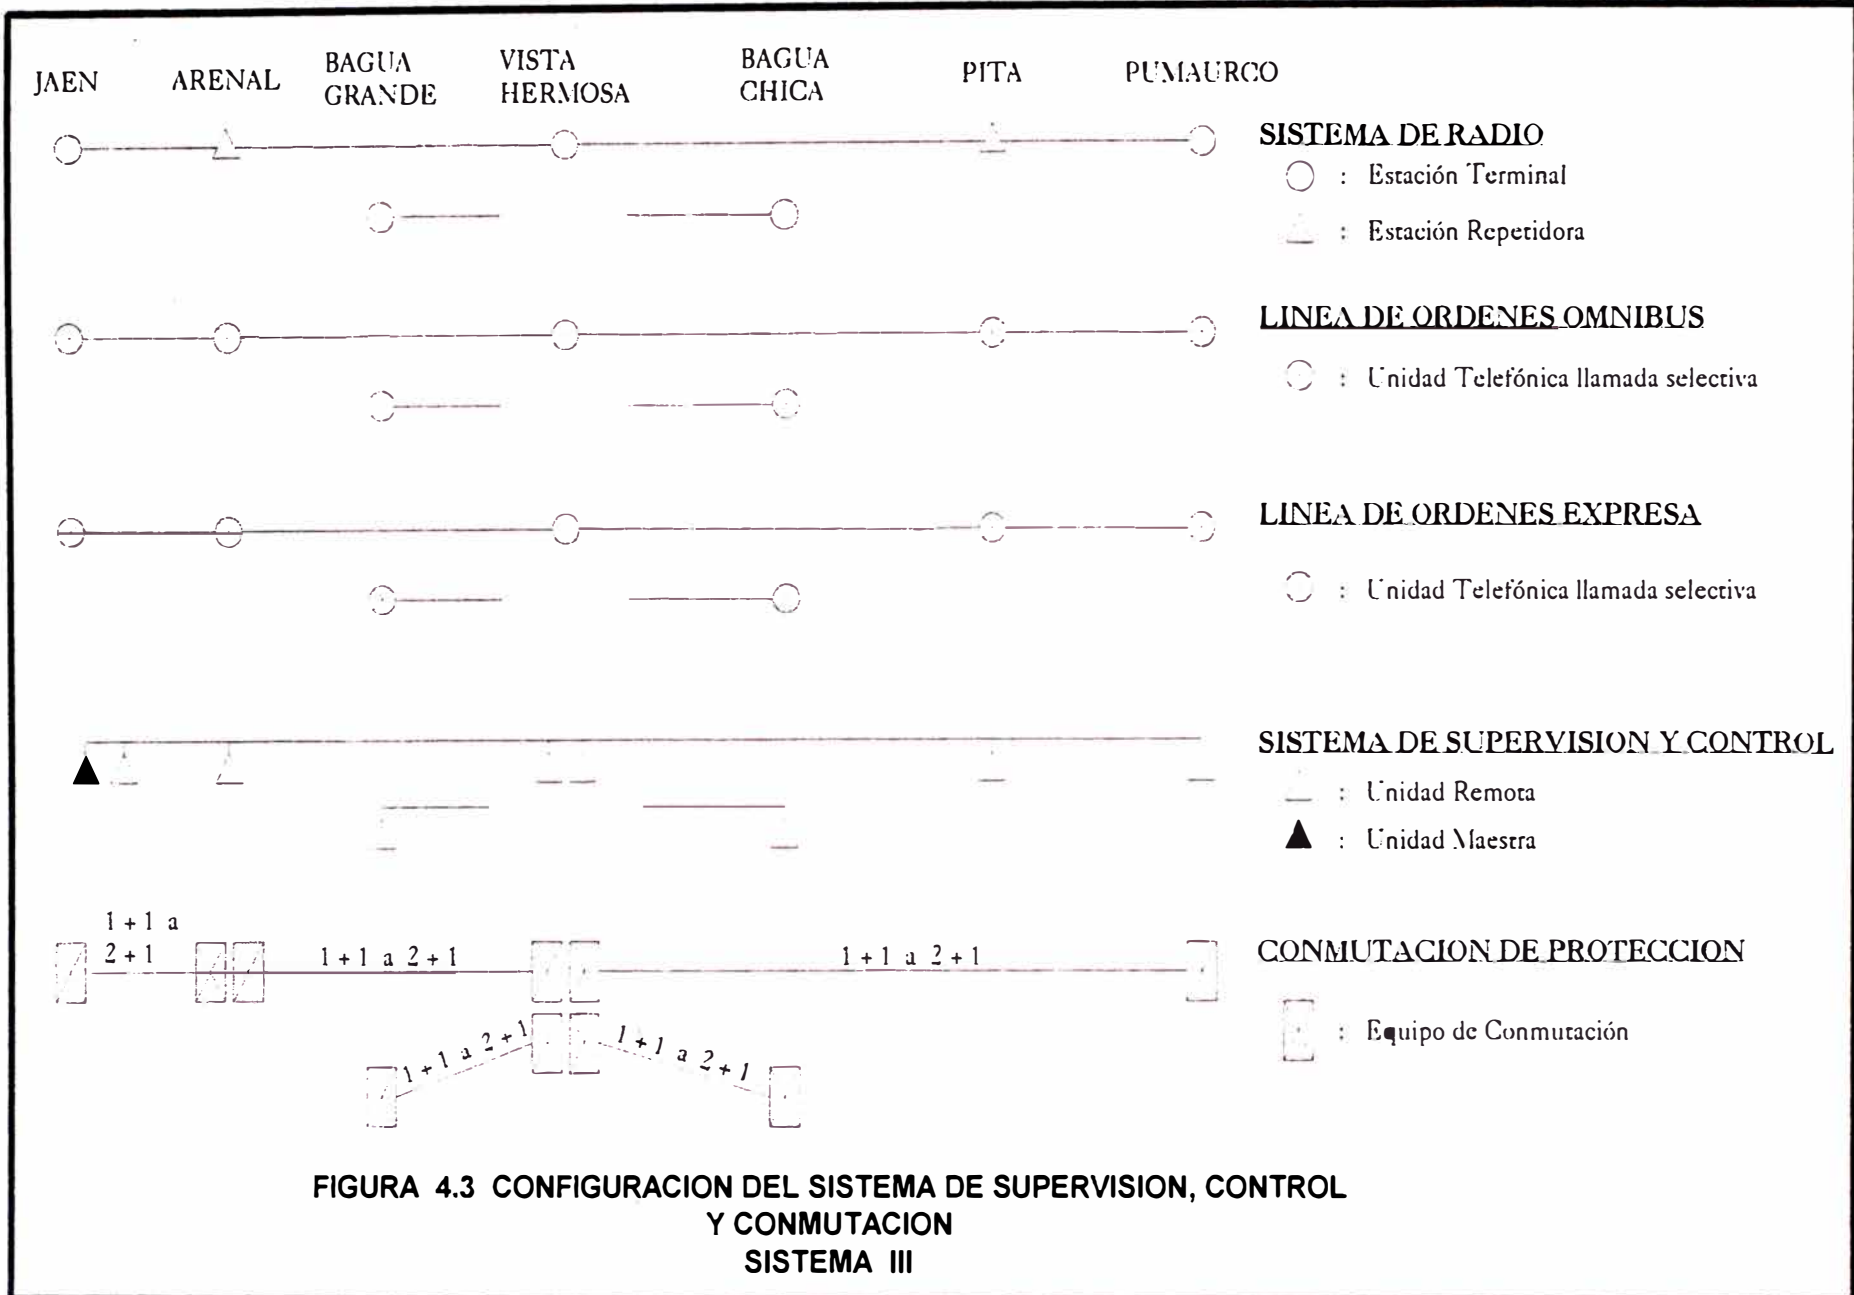 JAEN
ARENAL
BAGUA
GRANDE
VISTA
HERMOSA
BAGUA
CHICA
PITA
PUMAURCO
SISTEMA DE RADIO
: Estación Terminal
: Estación Repetidora
LINEA DE ORDENES OMNIBUS
: Unidad Telefónica llamada selectiva
LINEA DE ORDENES EXPRESA
: Unidad Telefónica llamada selectiva
SISTEMA DE SUPERVISION Y CONTROL
: Unidad Remota
: Unidad Maestra
1 + 1 a
2 + 1
1 + 1 a 2 + 1
1 + 1 a 2 + 1
CONMUTACION DE PROTECCION
1 + 1 a 2 + 1
1 + 1 a 2 + 1
: Equipo de Conmutación
FIGURA 4.3 CONFIGURACION DEL SISTEMA DE SUPERVISION, CONTROL
Y CONMUTACION
SISTEMA III